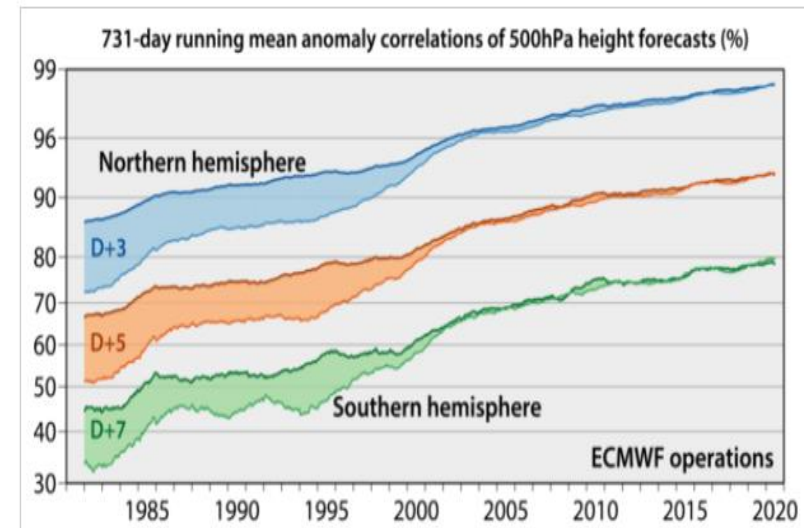 731-day running mean anomaly correlations of 500hPa height forecasts (%)
99
96
90
80
70
60
50
40
30
Northern hemisphere
D+3
D+5
D+7
Southern hemisphere
ECMWF operations
1985 1990 1995 2000 2005 2010 2015 2020